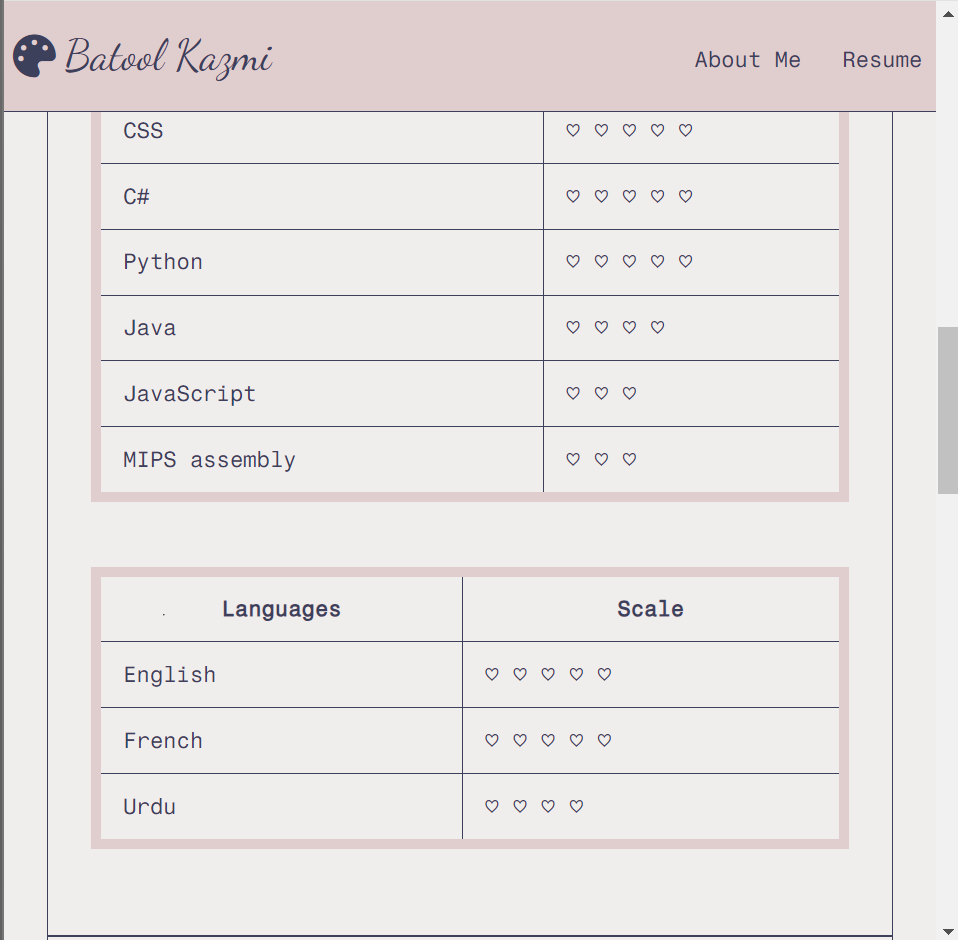 Batool Kazmi About Me Resume
CSS ♡ ♡ ♡ ♡ ♡
C# ♡ ♡ ♡ ♡ ♡
Python ♡ ♡ ♡ ♡ ♡
Java ♡ ♡ ♡ ♡
JavaScript ♡ ♡ ♡
MIPS assembly ♡ ♡ ♡
Languages Scale
English ♡ ♡ ♡ ♡ ♡
French ♡ ♡ ♡ ♡ ♡
Urdu ♡ ♡ ♡ ♡